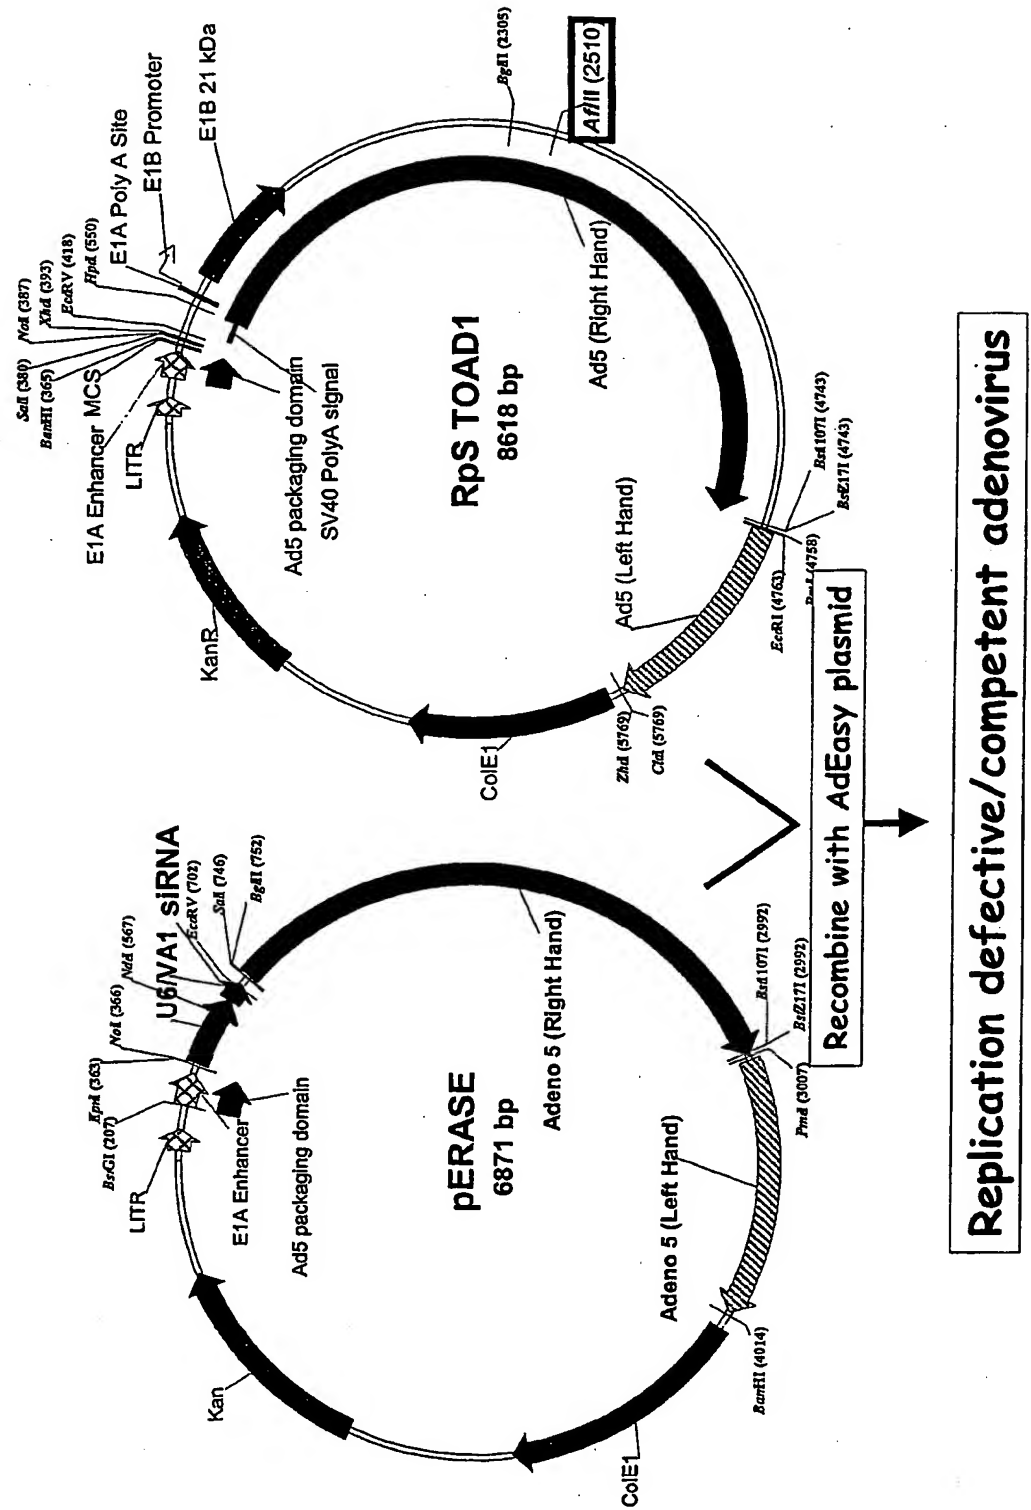 LITR
BsrGI (207)
KpnI (363)
NotI (366)
NdeI (567)
U6/VA1 siRNA
EcoRV (702)
SalI (746)
BglII (752)
E1A Enhancer
Ad5 packaging domain
Kan
pERASE
6871 bp
Adeno 5 (Right Hand)
Adeno 5 (Left Hand)
ColE1
BamHI (4014)
PmeI (3007)
BstZ17I (2992)
Bst1107I (2992)
SalI (380)
BamHI (365)
NotI (387)
XhoI (393)
EcoRV (418)
HpaI (550)
E1A Poly A Site
E1B Promoter
E1B 21 kDa
E1A Enhancer MCS
LITR
Ad5 packaging domain
SV40 PolyA signal
KanR
RpS TOAD1
8618 bp
BglII (2305)
AflII (2510)
Ad5 (Right Hand)
Ad5 (Left Hand)
ColE1
ZhoI (5769)
ClaI (5769)
EcoRI (4763)
(4758)
BstZ17I (4743)
Bst1107I (4743)
Recombine with AdEasy plasmid
Replication defective/competent adenovirus